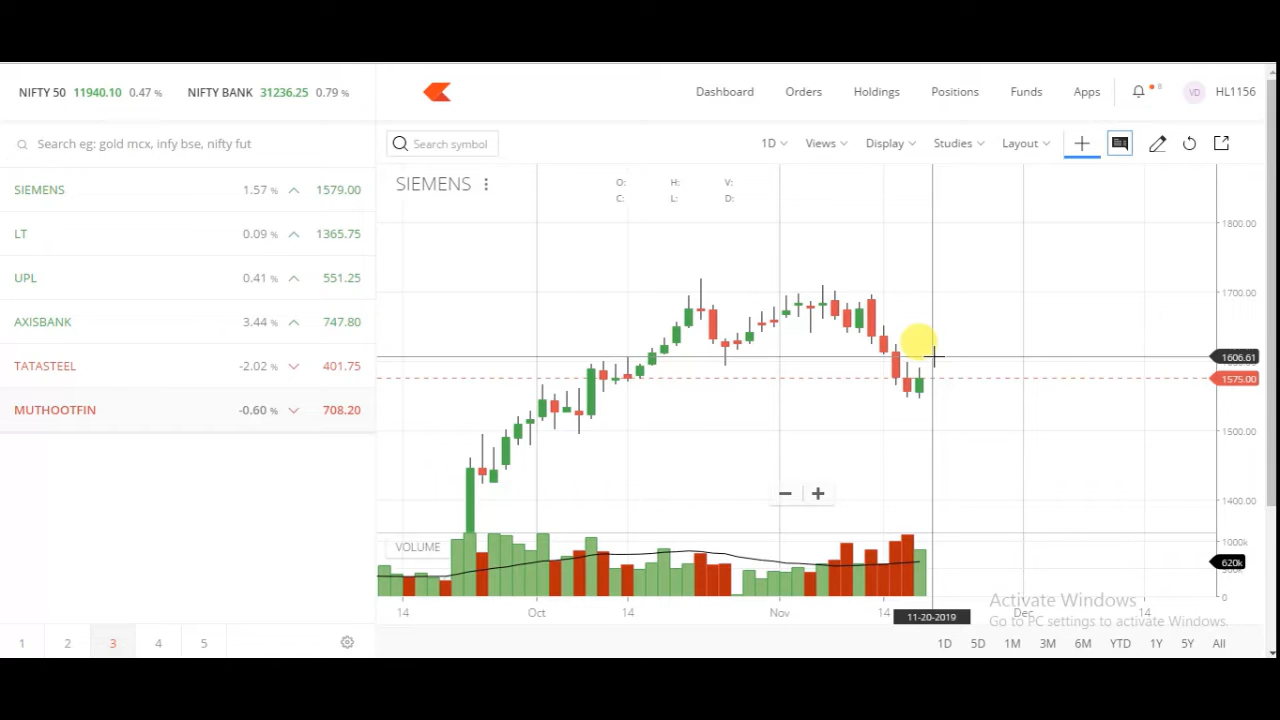 NIFTY 50 11940.10 0.47 % NIFTY BANK 31236.25 0.79 %
Dashboard Orders Holdings Positions Funds Apps 8 VD HL1156
Search eg: gold mcx, infy bse, nifty fut
Search symbol 1D Views Display Studies Layout
SIEMENS 1.57 % 1579.00
LT 0.09 % 1365.75
UPL 0.41 % 551.25
AXISBANK 3.44 % 747.80
TATASTEEL -2.02 % 401.75
MUTHOOTFIN -0.60 % 708.20
1 2 3 4 5
SIEMENS
O: H: V:
C: L: D:
1800.00
1700.00
1606.61
1575.00
1500.00
1400.00
VOLUME
1000k
620k
0
14 Oct 14 Nov 14 Dec 14
11-20-2019
Activate Windows
Go to PC settings to activate Windows.
1D 5D 1M 3M 6M YTD 1Y 5Y All